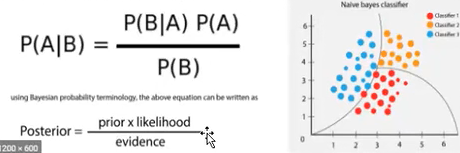 P(A|B) = P(B|A) P(A)
P(B)
using Bayesian probability terminology, the above equation can be written as
Posterior = prior x likelihood
evidence
1200 × 600
Naive bayes classifier
Classifier 1
Classifier 2
Classifier 3
6
5
4
3
2
1
0
1 2 3 4 5 6